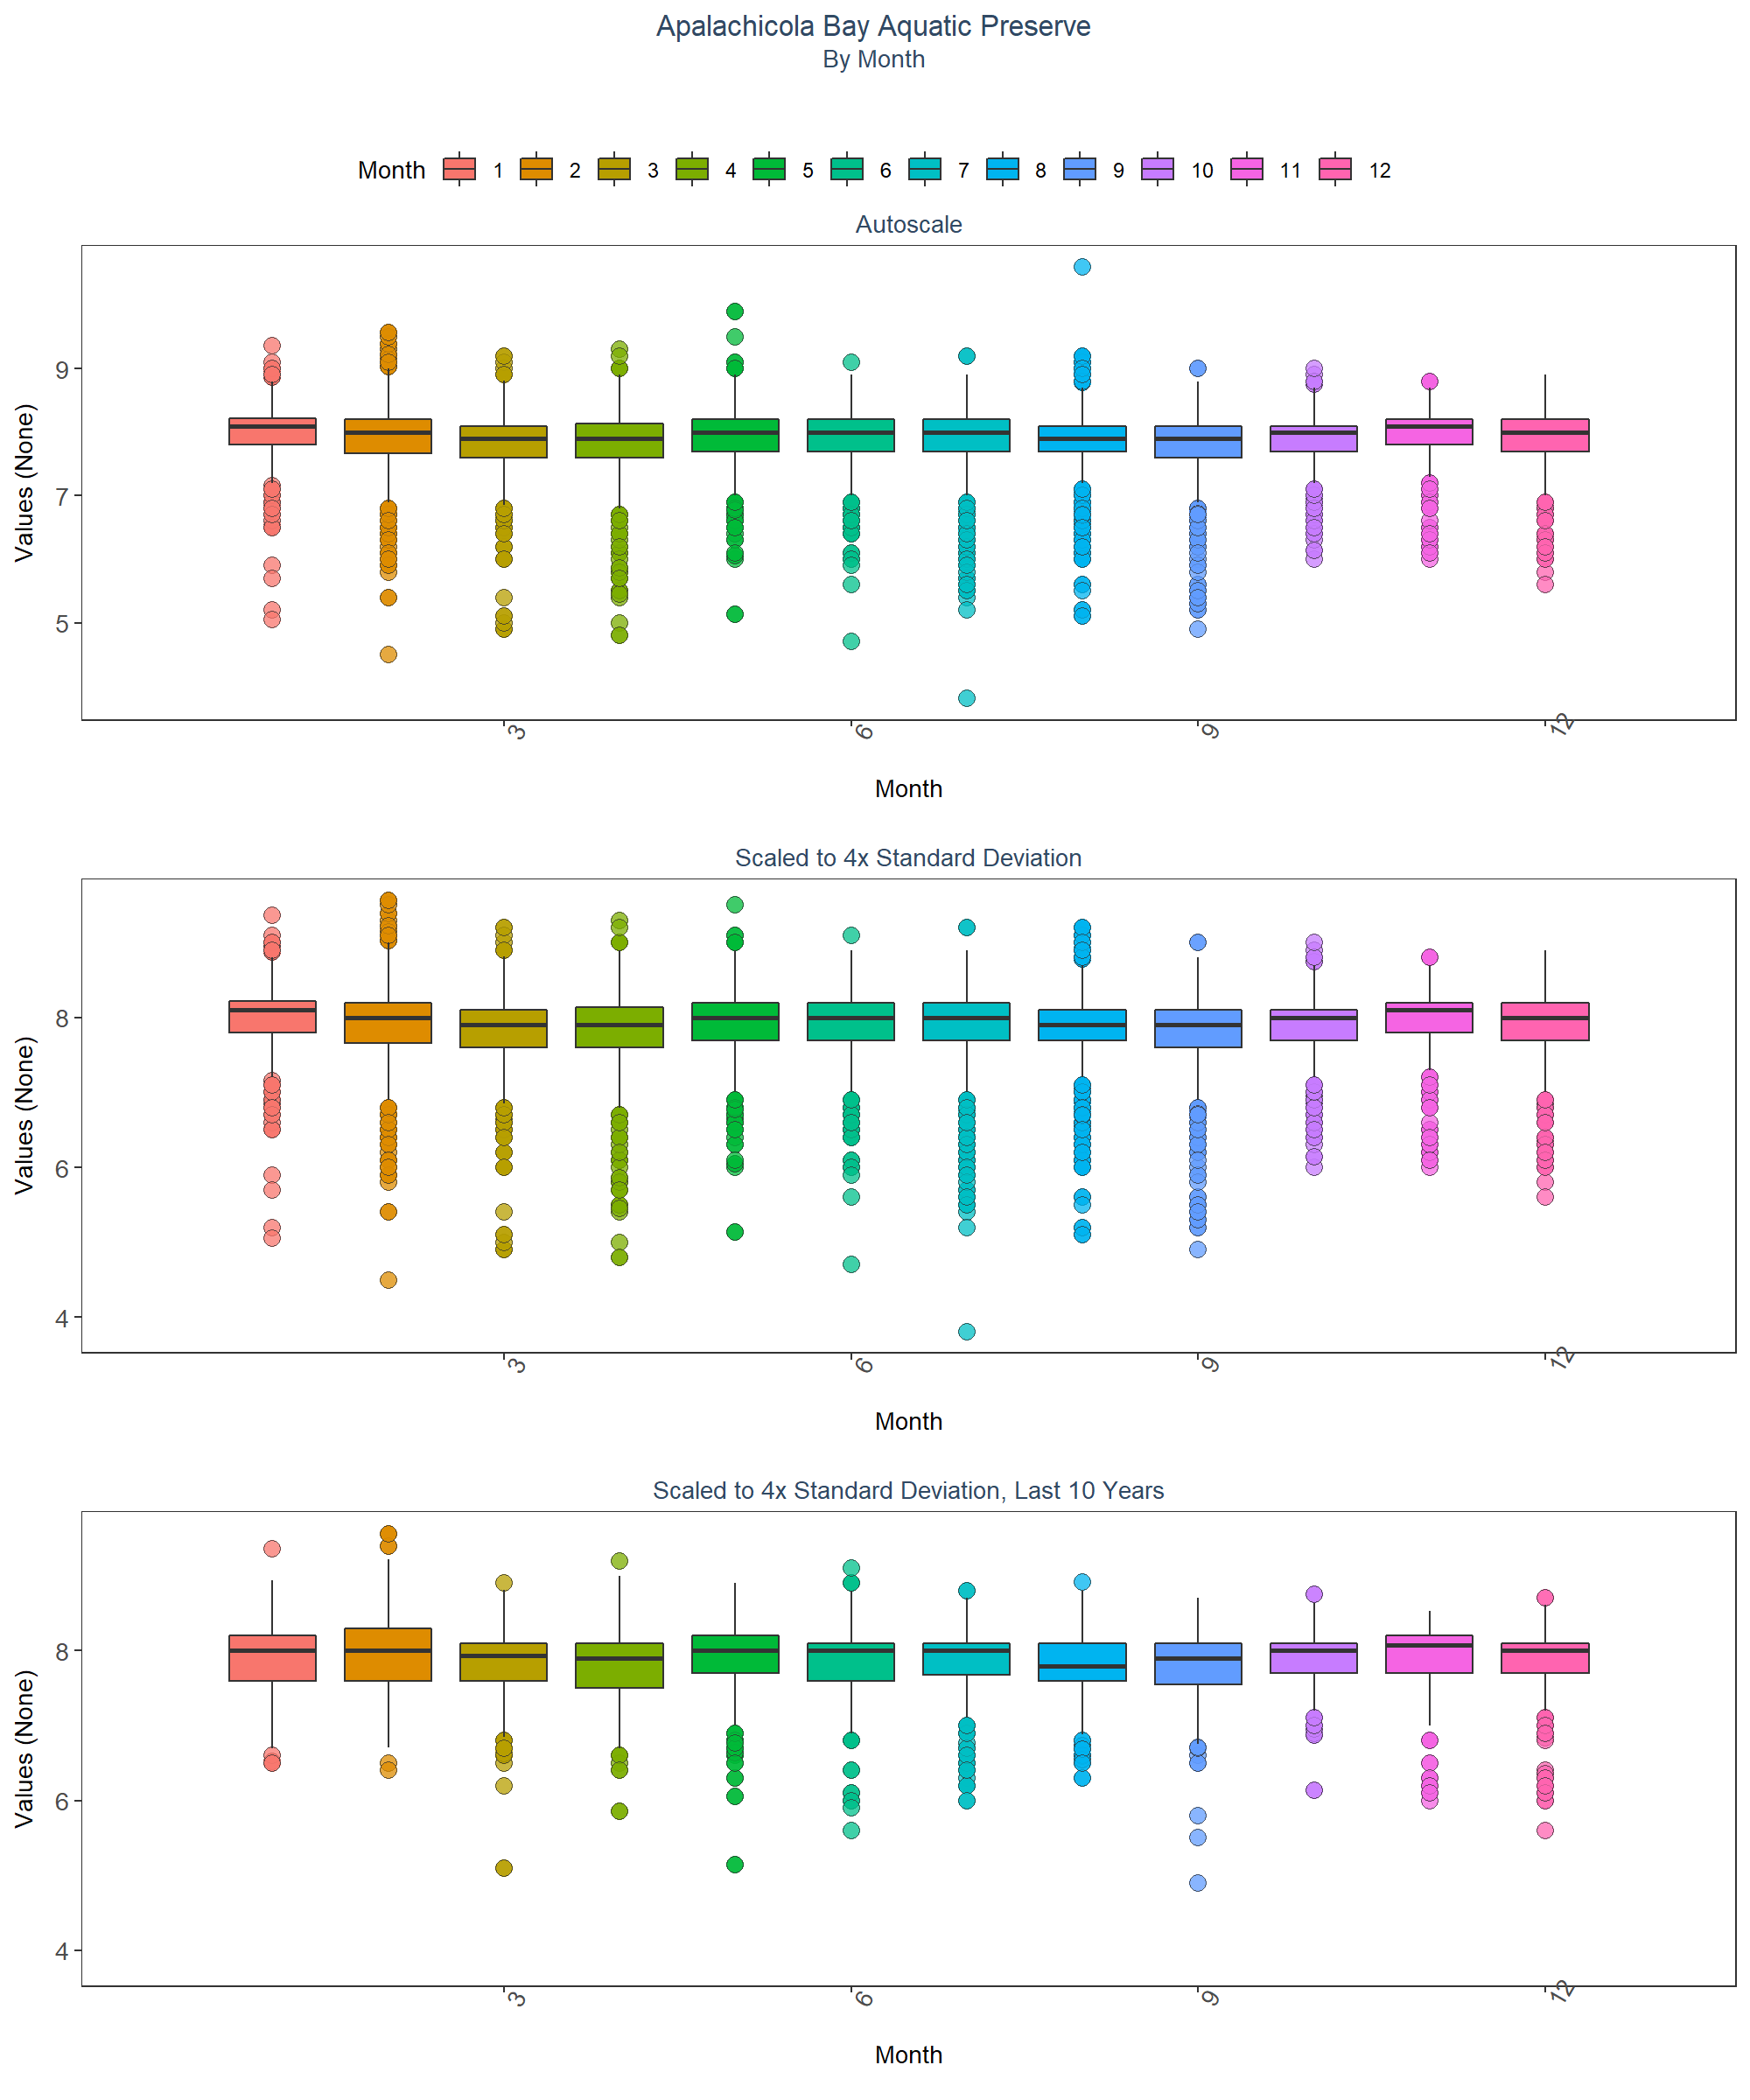 Apalachicola Bay Aquatic Preserve
By Month
Month 1 2 3 4 5 6 7 8 9 10 11 12
Autoscale
Values (None)
9
7
5
3 6 9 12
Month
Scaled to 4x Standard Deviation
Values (None)
8
6
4
3 6 9 12
Month
Scaled to 4x Standard Deviation, Last 10 Years
Values (None)
8
6
4
3 6 9 12
Month